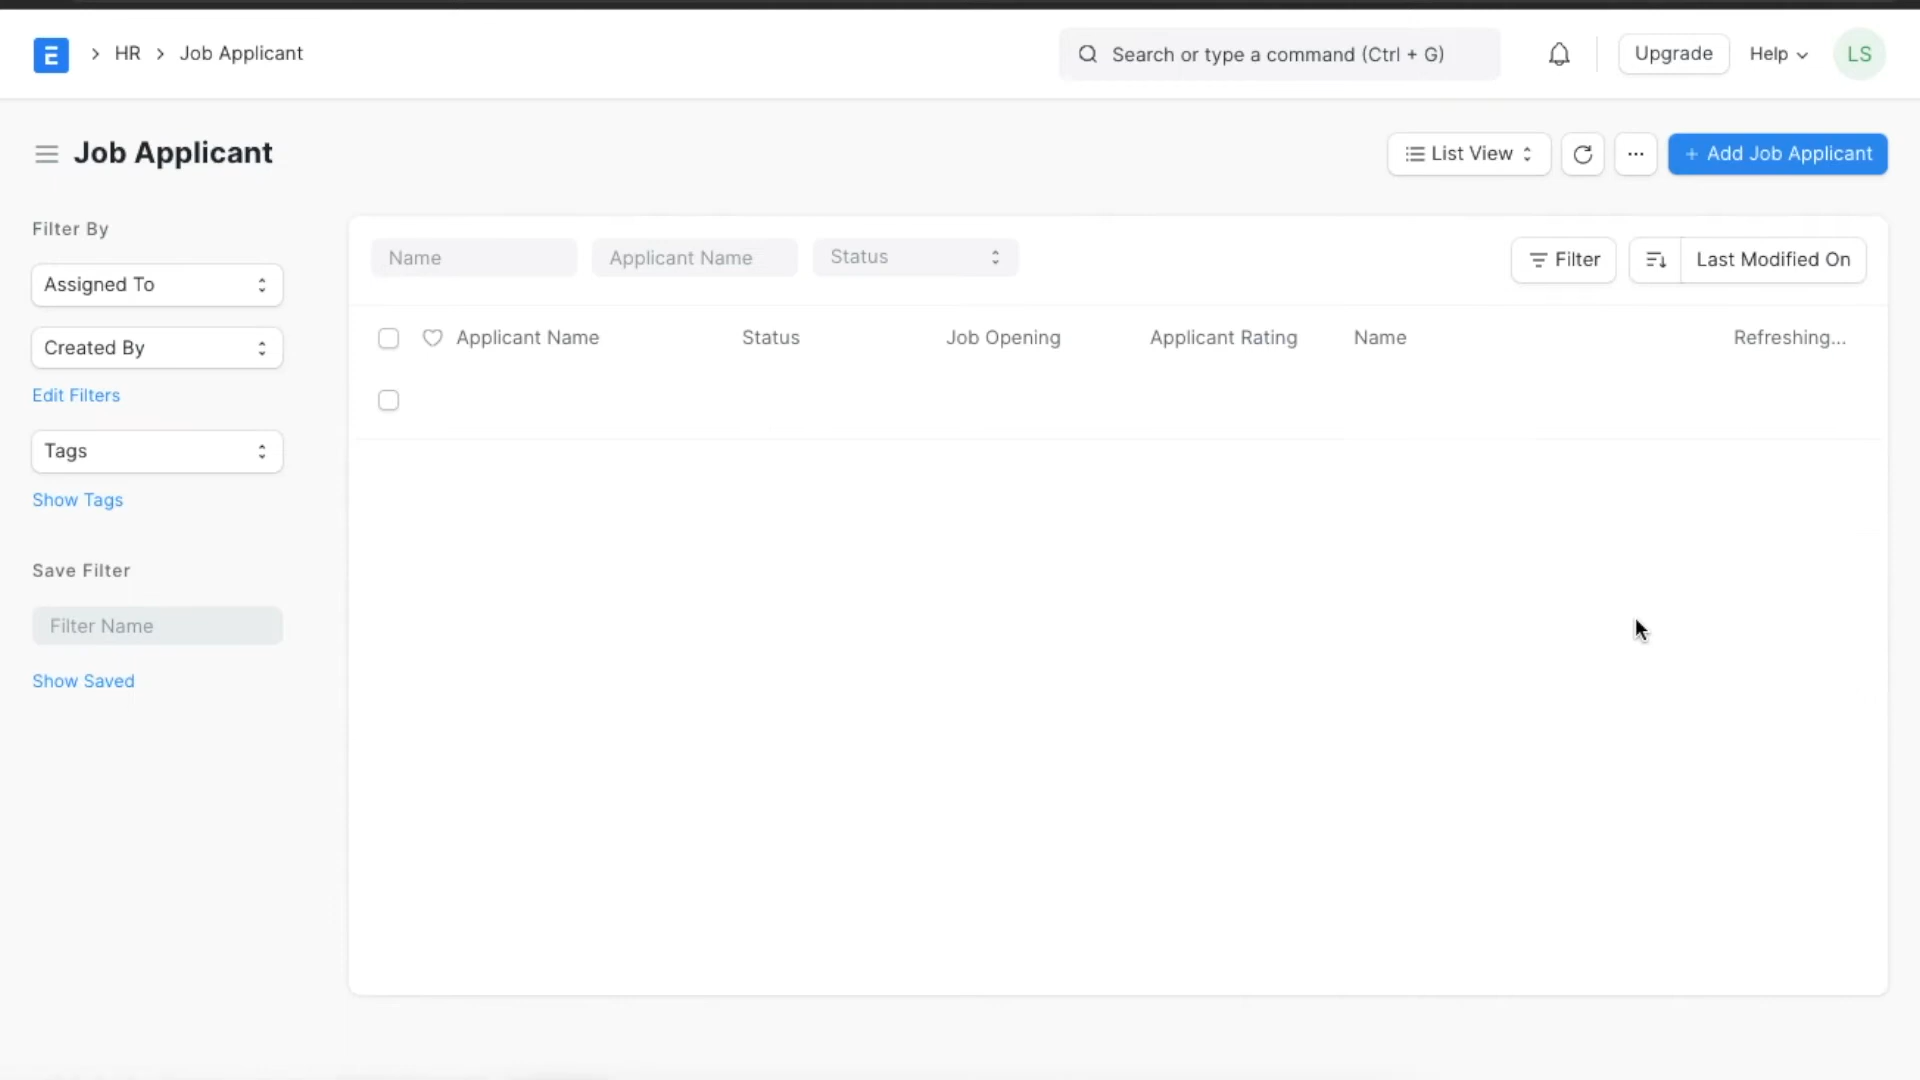 E
HR
Job Applicant
Search or type a command (Ctrl + G)
Upgrade
Help
LS
Job Applicant
List View
+ Add Job Applicant
Filter By
Assigned To
Created By
Edit Filters
Tags
Show Tags
Save Filter
Filter Name
Show Saved
Name
Applicant Name
Status
Filter
Last Modified On
Applicant Name
Status
Job Opening
Applicant Rating
Name
Refreshing...